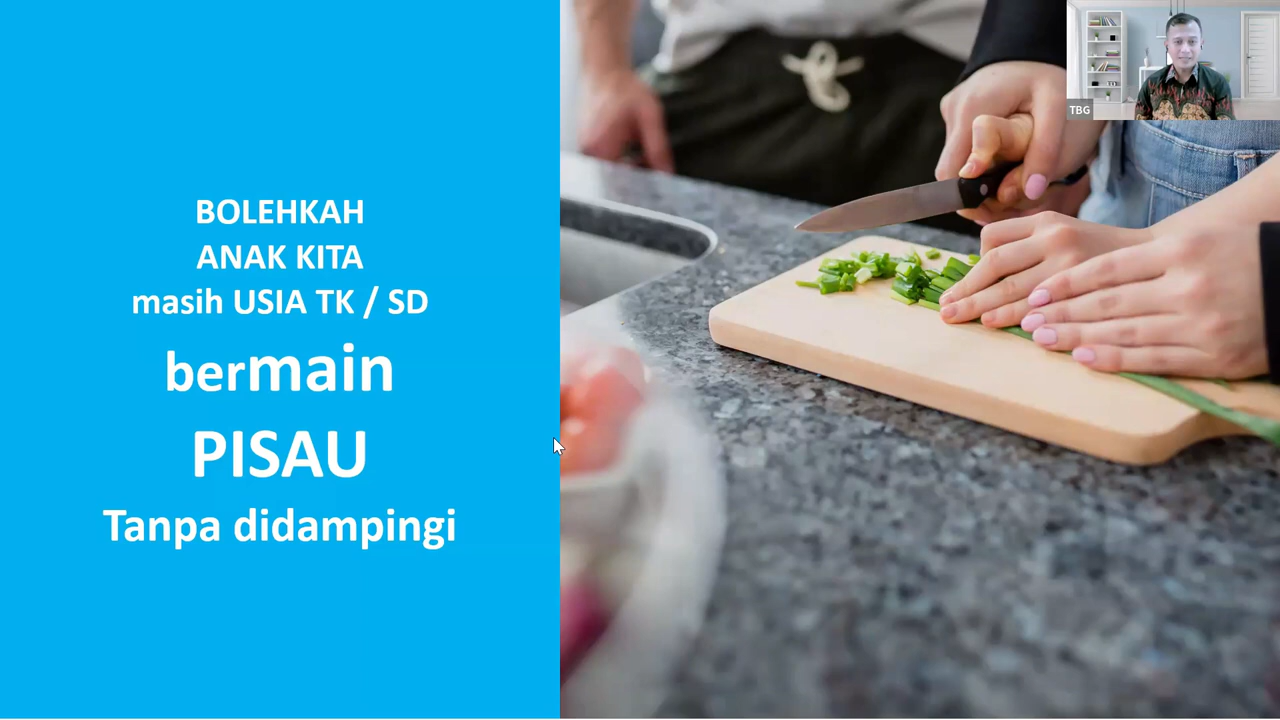 BOLEHKAH
ANAK KITA
masih USIA TK / SD
bermain
PISAU
Tanpa didampingi
TBG